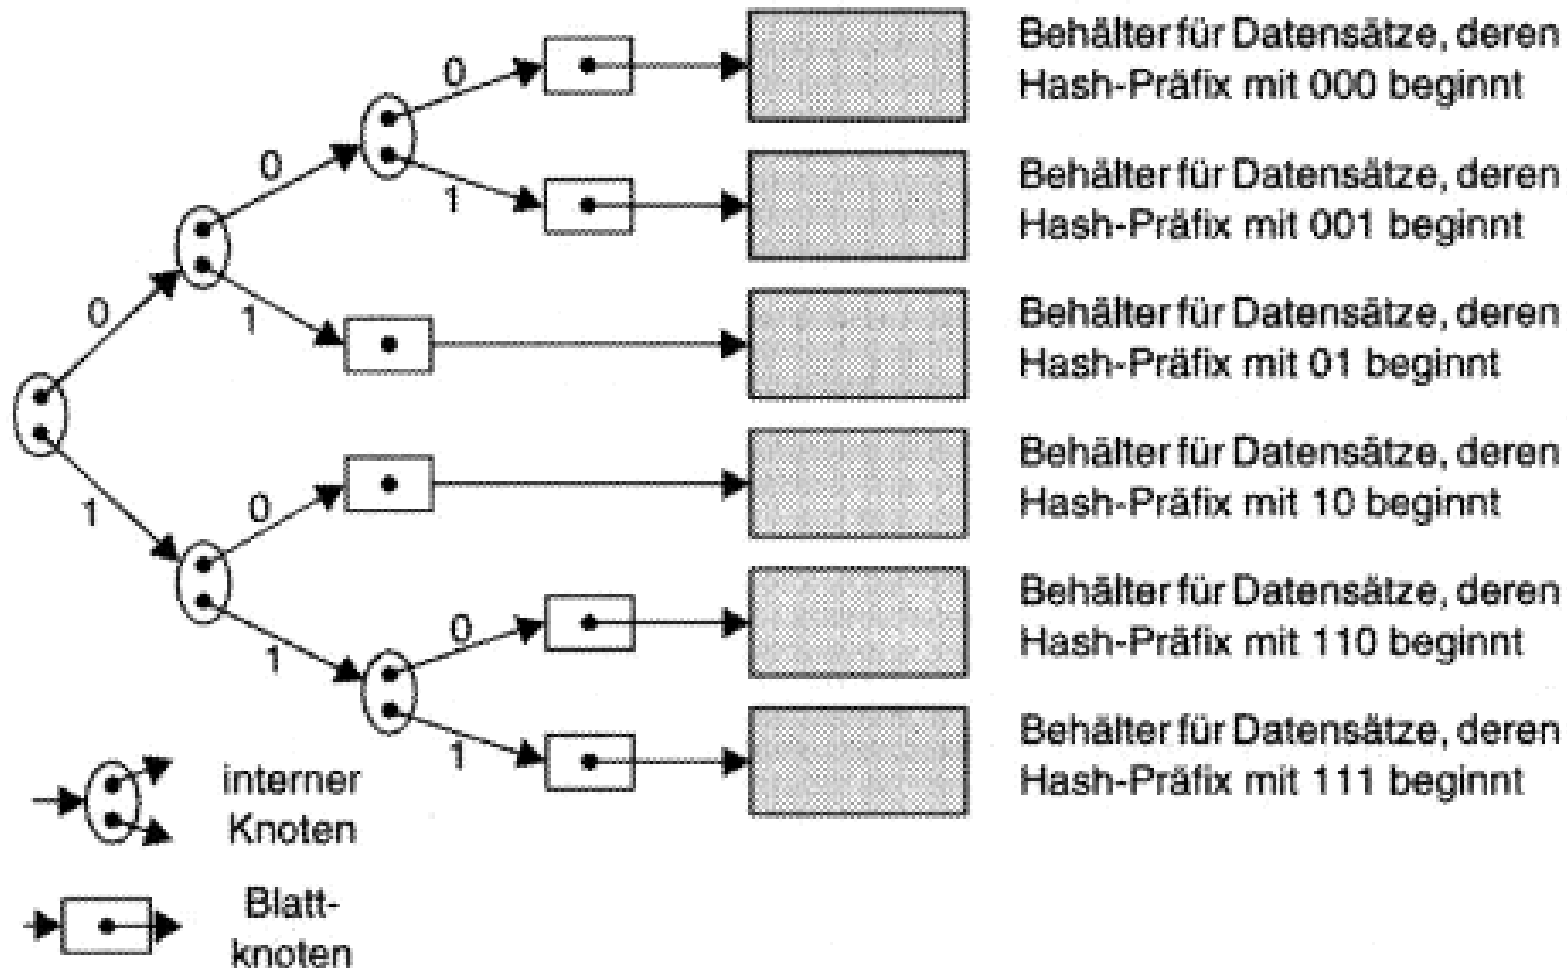 0
Behälter für Datensätze, deren
Hash-Präfix mit 000 beginnt
0
1
Behälter für Datensätze, deren
Hash-Präfix mit 001 beginnt
0
1
Behälter für Datensätze, deren
Hash-Präfix mit 01 beginnt
1
0
Behälter für Datensätze, deren
Hash-Präfix mit 10 beginnt
1
0
Behälter für Datensätze, deren
Hash-Präfix mit 110 beginnt
1
Behälter für Datensätze, deren
Hash-Präfix mit 111 beginnt
interner
Knoten
Blatt-
knoten